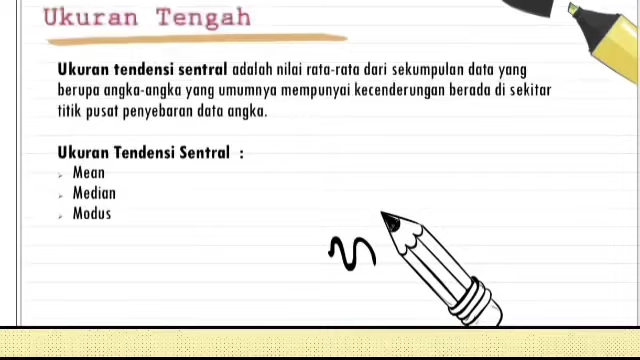 Ukuran Tengah
Ukuran tendensi sentral adalah nilai rata-rata dari sekumpulan data yang
berupa angka-angka yang umumnya mempunyai kecenderungan berada di sekitar
titik pusat penyebaran data angka.
Ukuran Tendensi Sentral :
Mean
Median
Modus